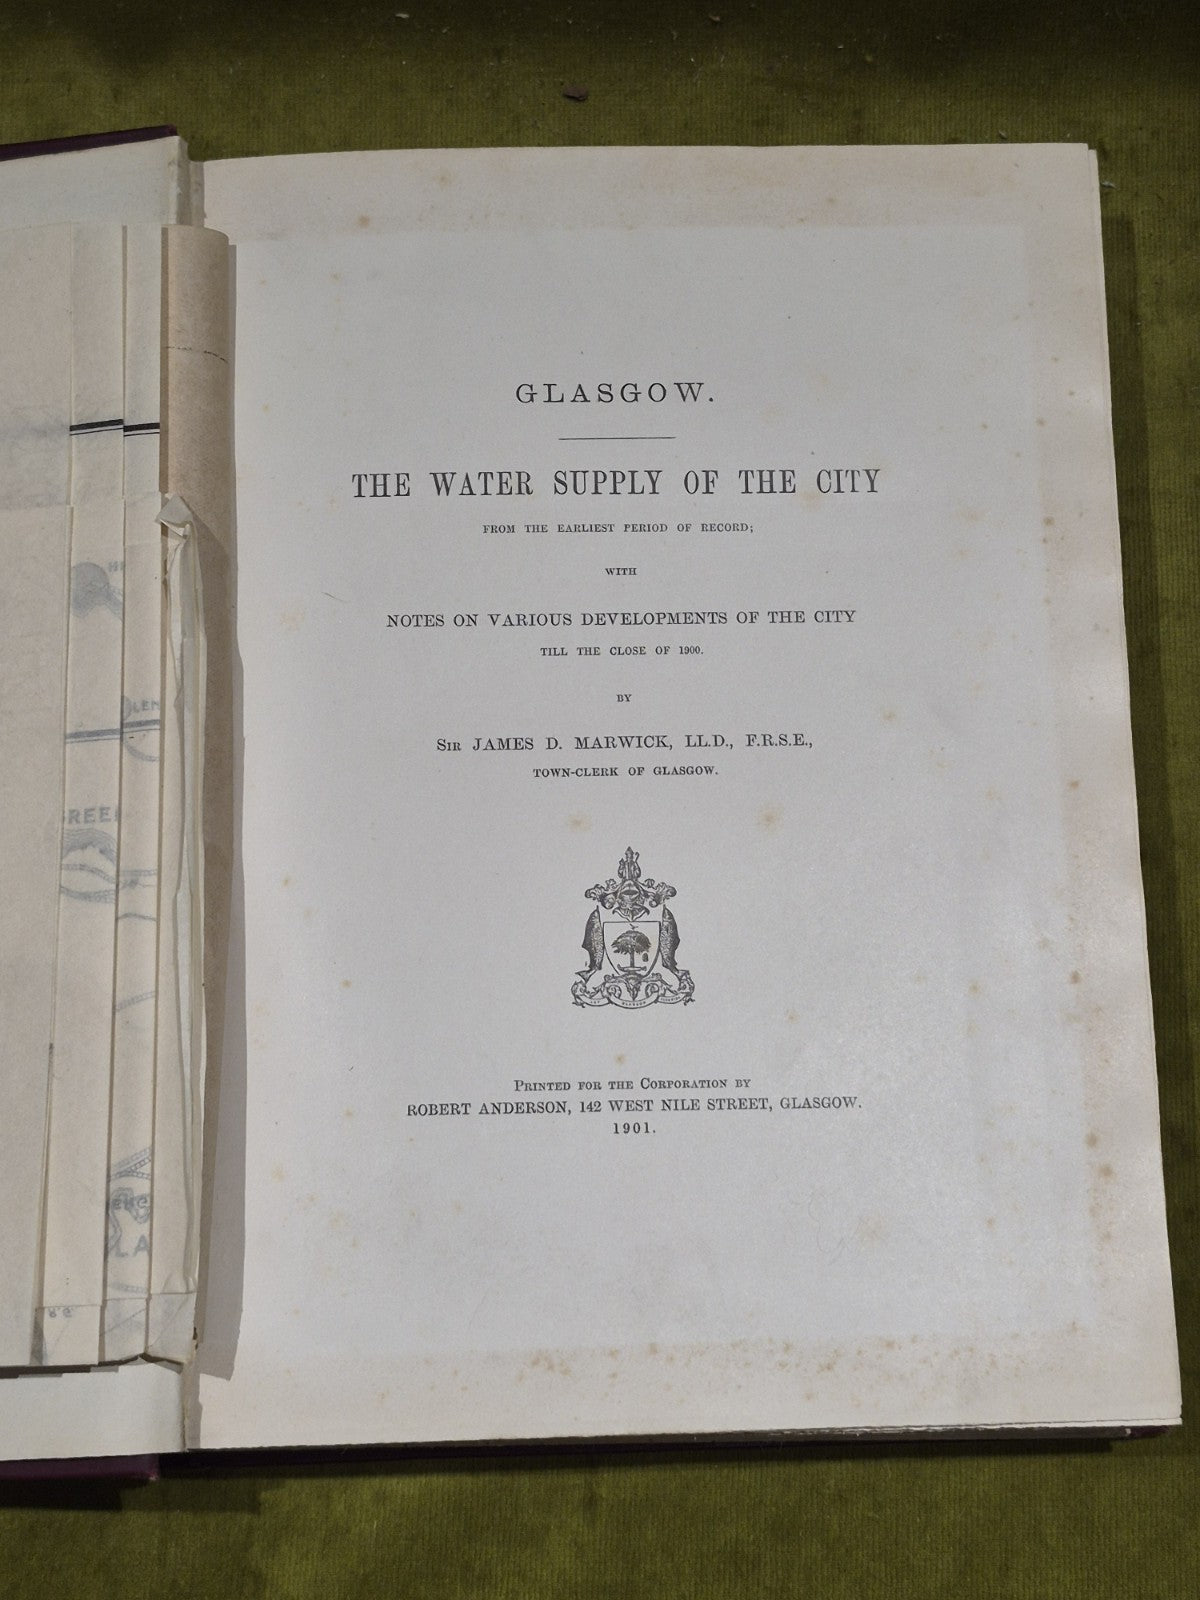 GLASGOW.
THE WATER SUPPLY OF THE CITY
FROM THE EARLIEST PERIOD OF RECORD;
WITH
NOTES ON VARIOUS DEVELOPMENTS OF THE CITY
TILL THE CLOSE OF 1900.
BY
SIR JAMES D. MARWICK, LL.D., F.R.S.E.,
TOWN-CLERK OF GLASGOW.
PRINTED FOR THE CORPORATION BY
ROBERT ANDERSON, 142 WEST NILE STREET, GLASGOW.
1901.